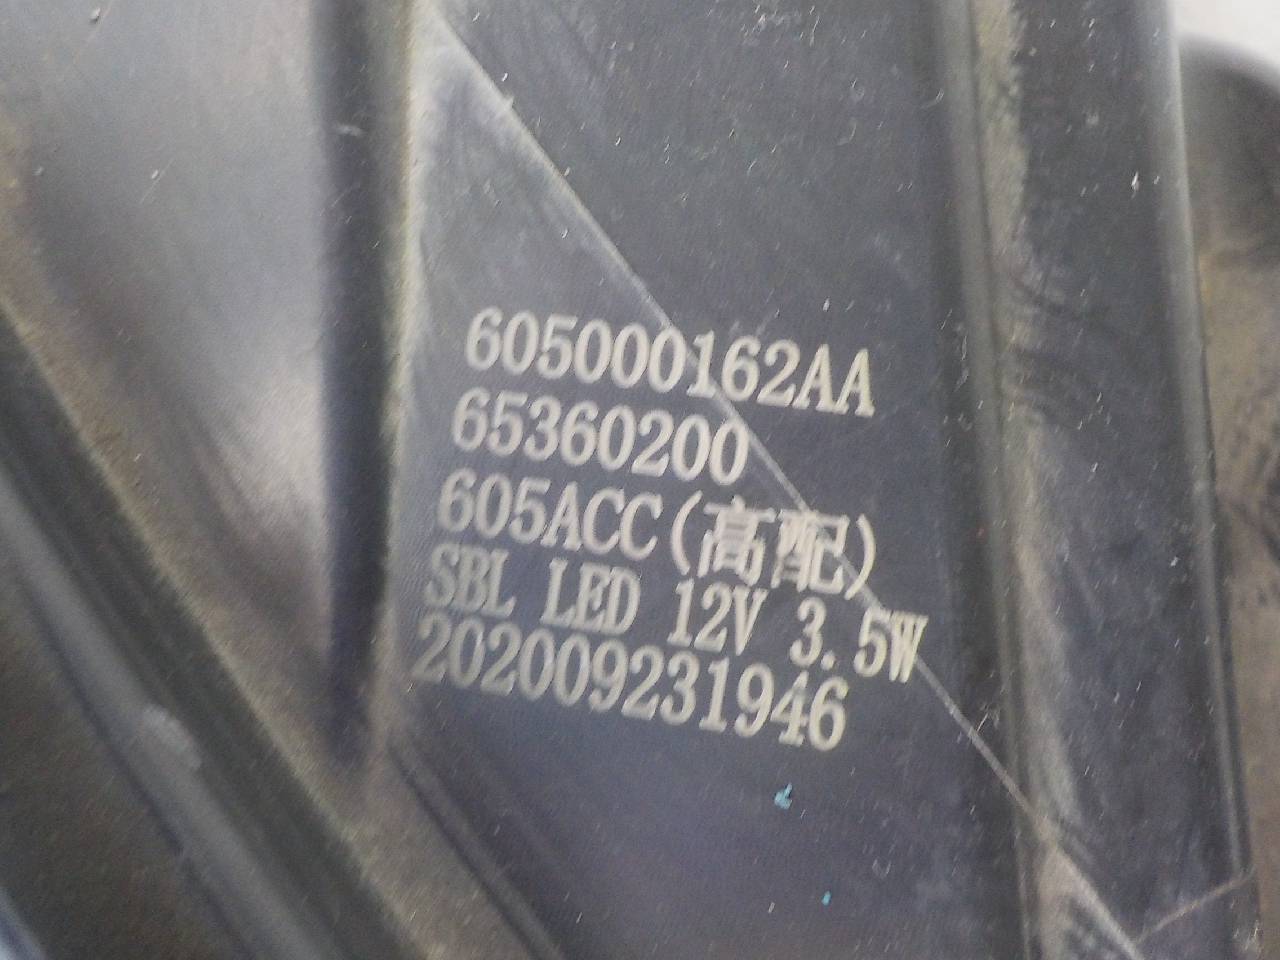 605000162AA
65360200
605ACC(高配)
SBL LED 12V 3.5W
202009231946